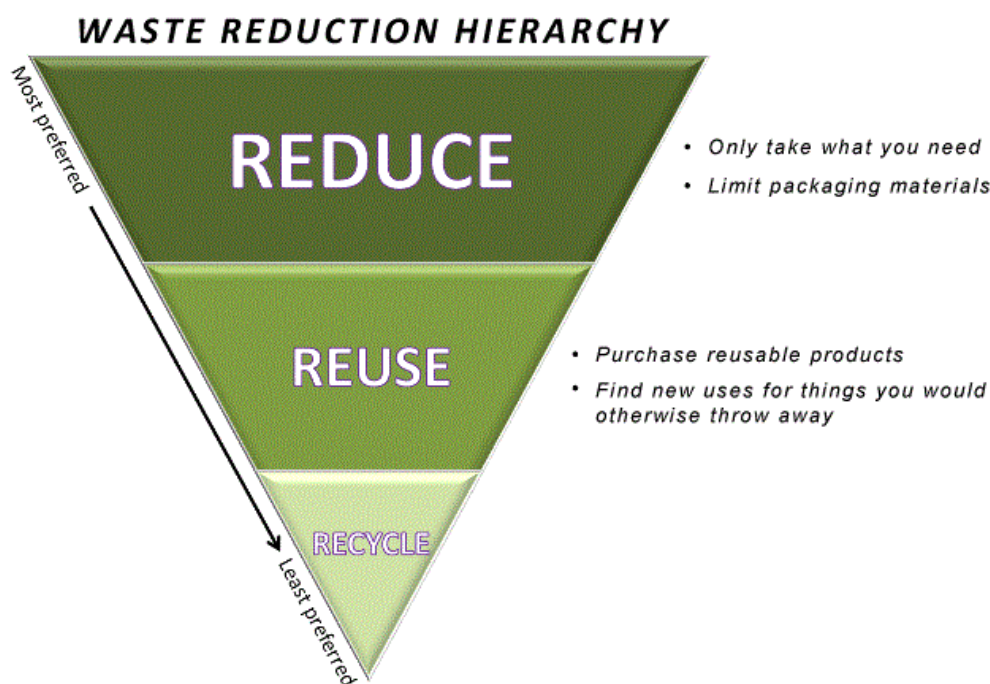 WASTE REDUCTION HIERARCHY
Most preferred
REDUCE
• Only take what you need
• Limit packaging materials
REUSE
• Purchase reusable products
• Find new uses for things you would
otherwise throw away
RECYCLE
Least preferred